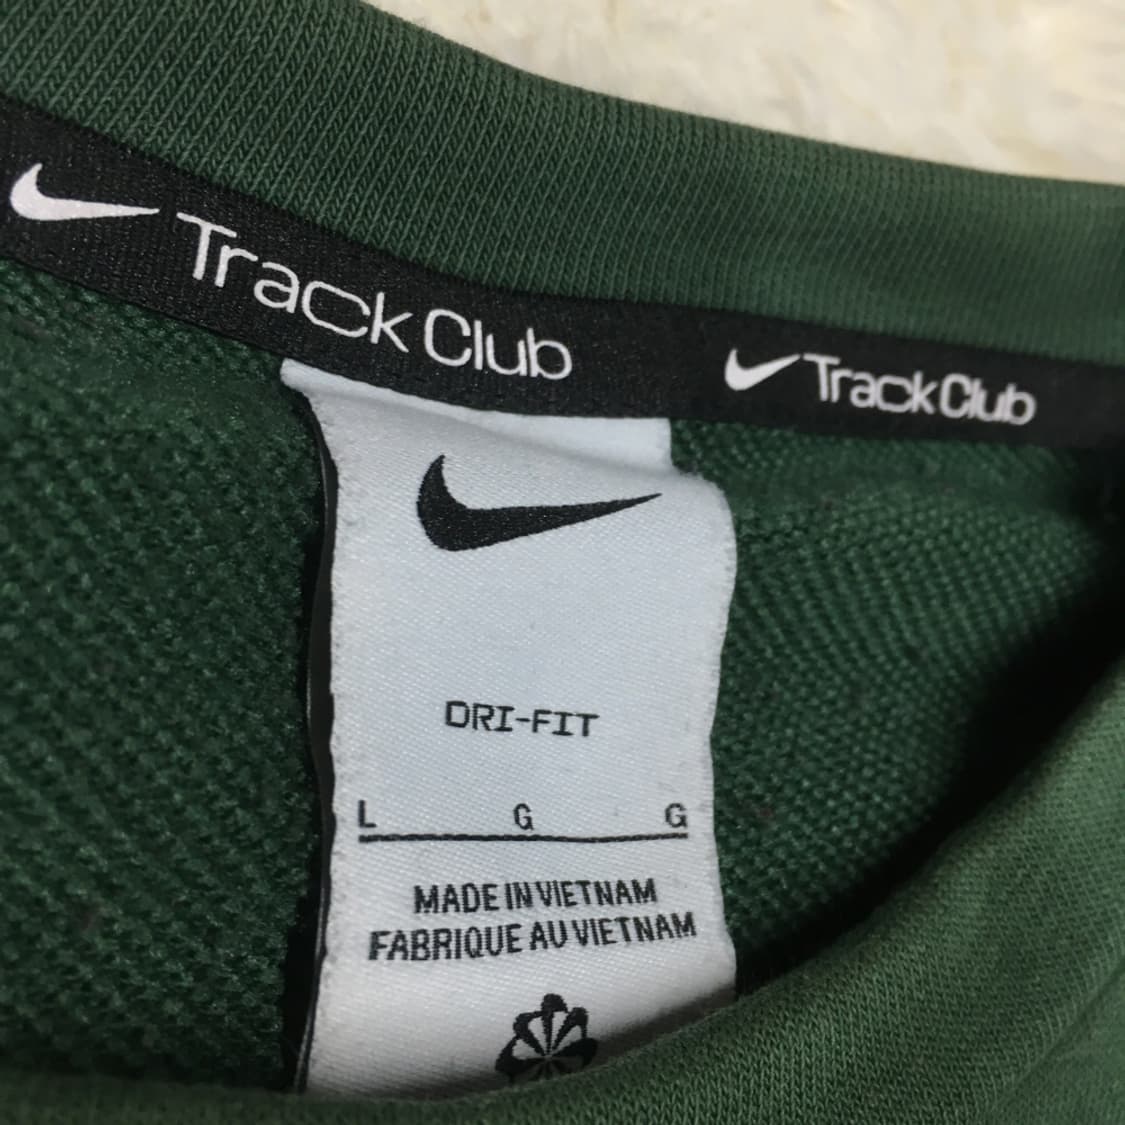 Track Club
Track Club
DRI-FIT
L G G
MADE IN VIETNAM
FABRIQUE AU VIETNAM